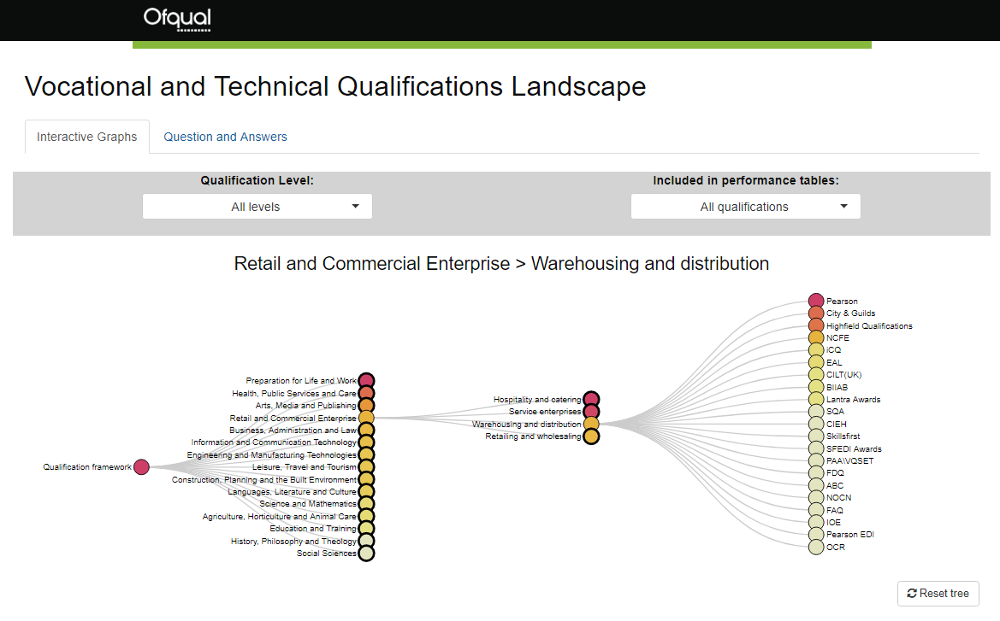 Ofqual
Vocational and Technical Qualifications Landscape
Interactive Graphs
Question and Answers
Qualification Level:
Included in performance tables:
All levels
All qualifications
Retail and Commercial Enterprise > Warehousing and distribution
Qualification framework
Preparation for Life and Work
Health, Public Services and Care
Arts, Media and Publishing
Retail and Commercial Enterprise
Business, Administration and Law
Information and Communication Technology
Engineering and Manufacturing Technologies
Leisure, Travel and Tourism
Construction, Planning and the Built Environment
Languages, Literature and Culture
Science and Mathematics
Agriculture, Horticulture and Animal Care
Education and Training
History, Philosophy and Theology
Social Sciences
Hospitality and catering
Service enterprises
Warehousing and distribution
Retailing and wholesaling
Pearson
City & Guilds
Highfield Qualifications
NCFE
iCQ
EAL
CILT(UK)
BIIAB
Lantra Awards
SQA
CIEH
Skillsfirst
SFEDI Awards
PAA\VQSET
FDQ
ABC
NOCN
FAQ
IOE
Pearson EDI
OCR
Reset tree